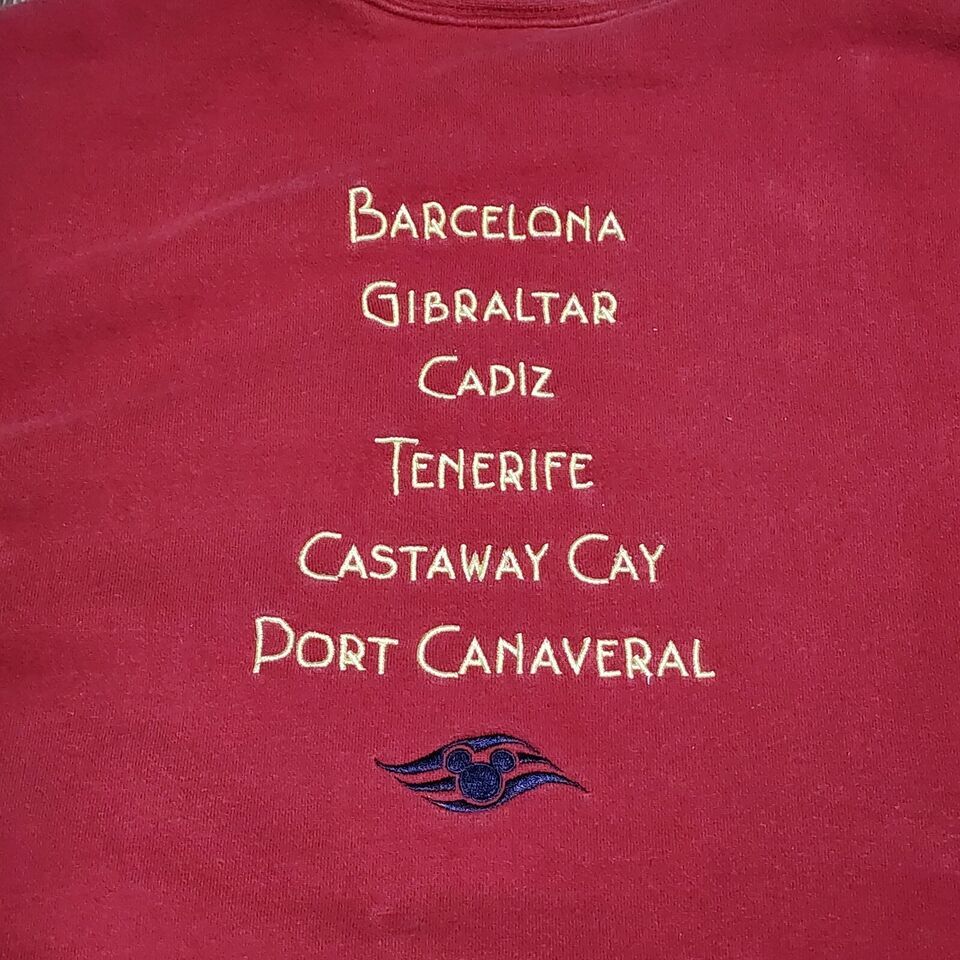 Barcelona
Gibraltar
Cadiz
Tenerife
Castaway Cay
Port Canaveral